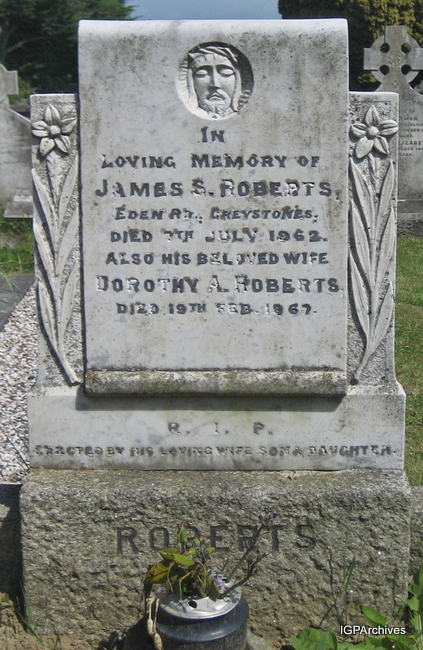 IN
LOVING MEMORY OF
JAMES S. ROBERTS,
EDEN RD., GREYSTONES,
DIED 7TH JULY 1962.
ALSO HIS BELOVED WIFE
DOROTHY A. ROBERTS.
DIED 19TH FEB. 1967.
R. I. P.
ERECTED BY HIS LOVING WIFE SON & DAUGHTER.
ROBERTS
IGPArchives